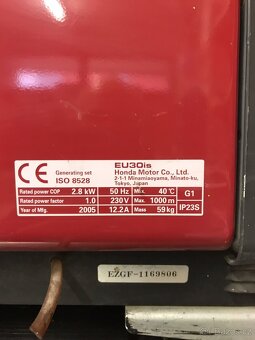 CE
EU30is
Generating set
Honda Motor Co., Ltd.
ISO 8528
2-1-1 Minamiaoyama, Minato-ku,
Tokyo, Japan
Rated power COP 2.8 kW 50 Hz Max. 40℃ G1
Rated power factor 1.0 230V Max. 1000 m IP23S
Year of Mfg. 2005 12.2A Mass 59kg
EZGF-1169806